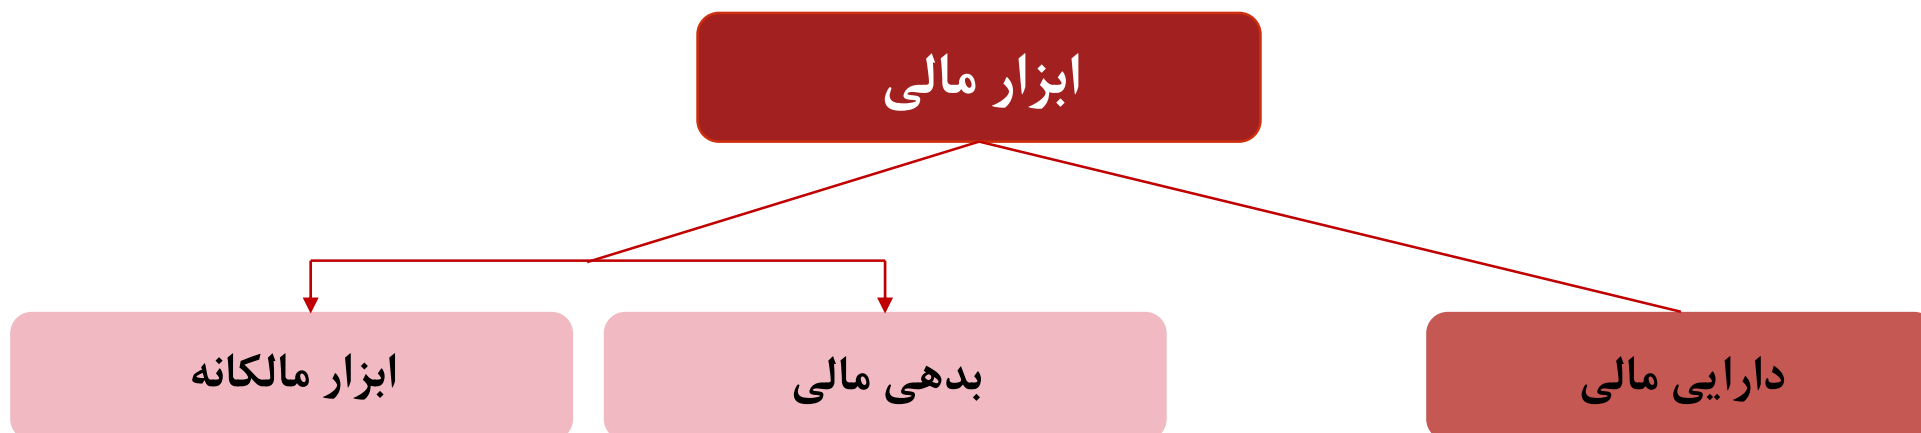 ابزار مالی
دارایی مالی
بدهی مالی
ابزار مالکانه